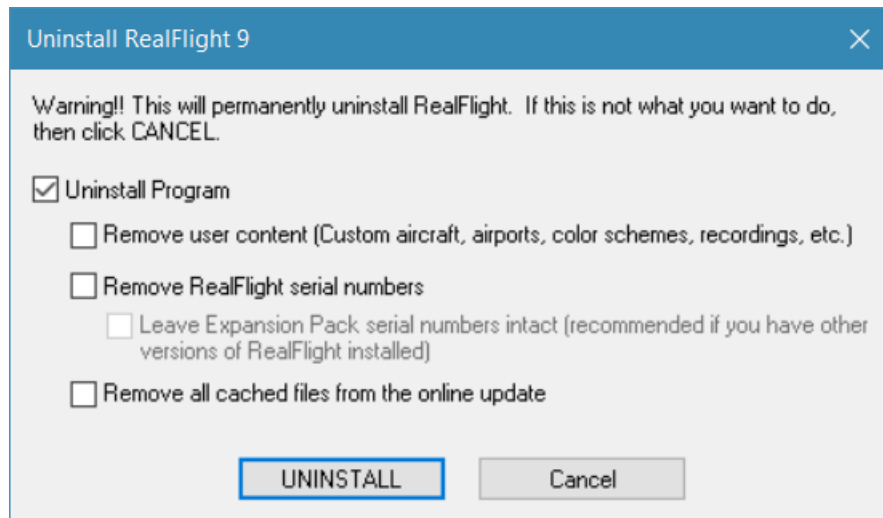 Uninstall RealFlight 9
Warning!! This will permanently uninstall RealFlight. If this is not what you want to do,
then click CANCEL.
Uninstall Program
Remove user content (Custom aircraft, airports, color schemes, recordings, etc.)
Remove RealFlight serial numbers
Leave Expansion Pack serial numbers intact (recommended if you have other
versions of RealFlight installed)
Remove all cached files from the online update
UNINSTALL Cancel